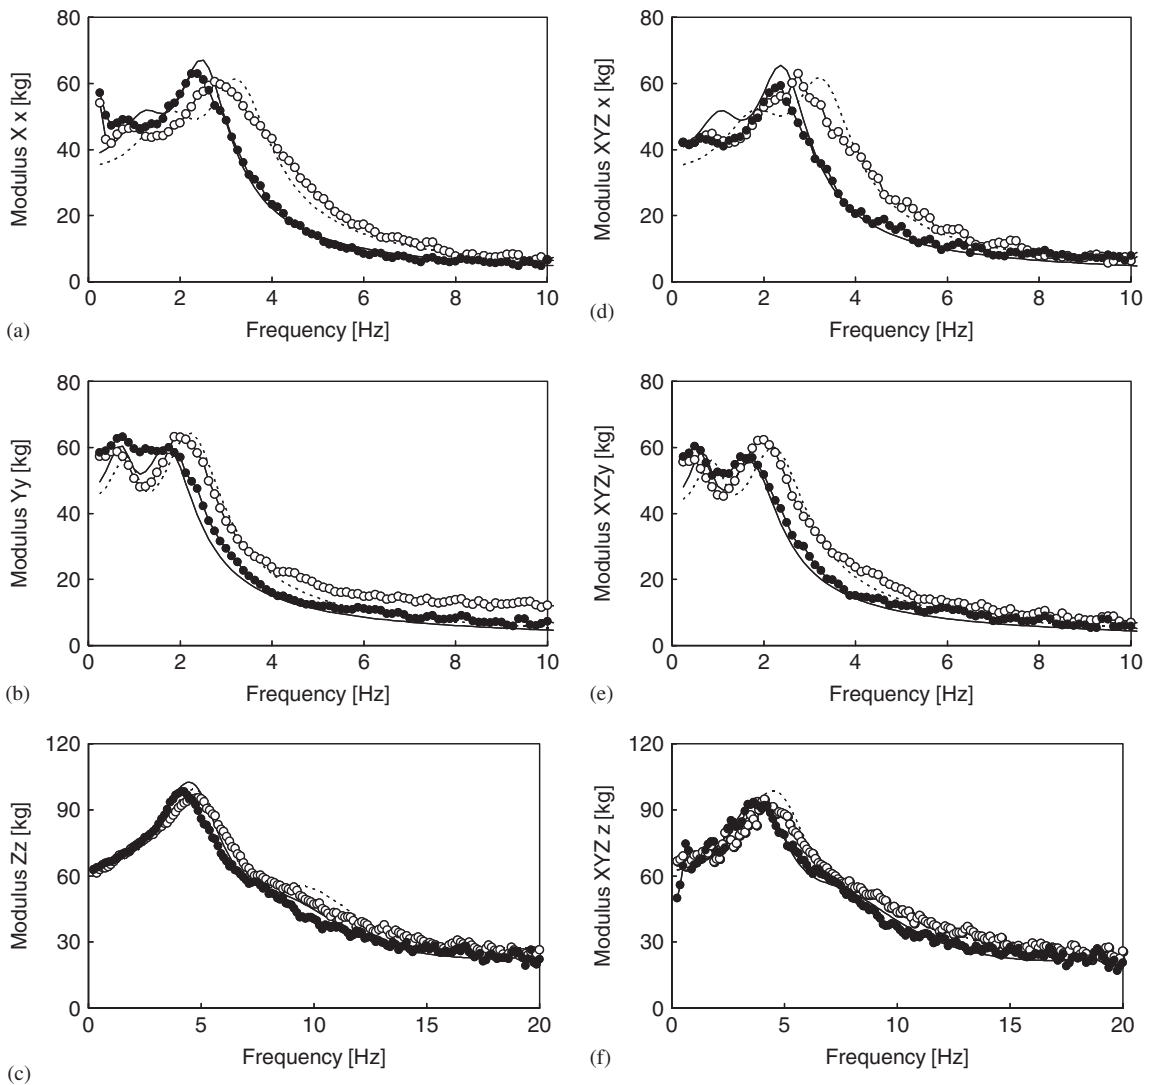 80
60
40
20
0
Modulus X x [kg]
0 2 4 6 8 10
Frequency [Hz]
(a)
80
60
40
20
0
Modulus XYZ x [kg]
0 2 4 6 8 10
Frequency [Hz]
(d)
80
60
40
20
0
Modulus Yy [kg]
0 2 4 6 8 10
Frequency [Hz]
(b)
80
60
40
20
0
Modulus XYZy [kg]
0 2 4 6 8 10
Frequency [Hz]
(e)
120
90
60
30
0
Modulus Zz [kg]
0 5 10 15 20
Frequency [Hz]
(c)
120
90
60
30
0
Modulus XYZ z [kg]
0 5 10 15 20
Frequency [Hz]
(f)